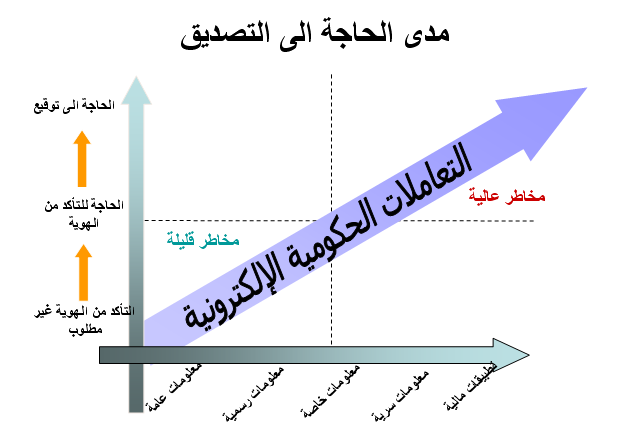 مدى الحاجة الى التصديق
الحاجة الى توقيع
الحاجة للتأكد من
الهوية
التأكد من الهوية غير
مطلوب
مخاطر عالية
مخاطر قليلة
التعاملات الحكومية الإلكترونية
معلومات عامة
معلومات رسمية
معلومات خاصة
معلومات سرية
تطبيقات مالية